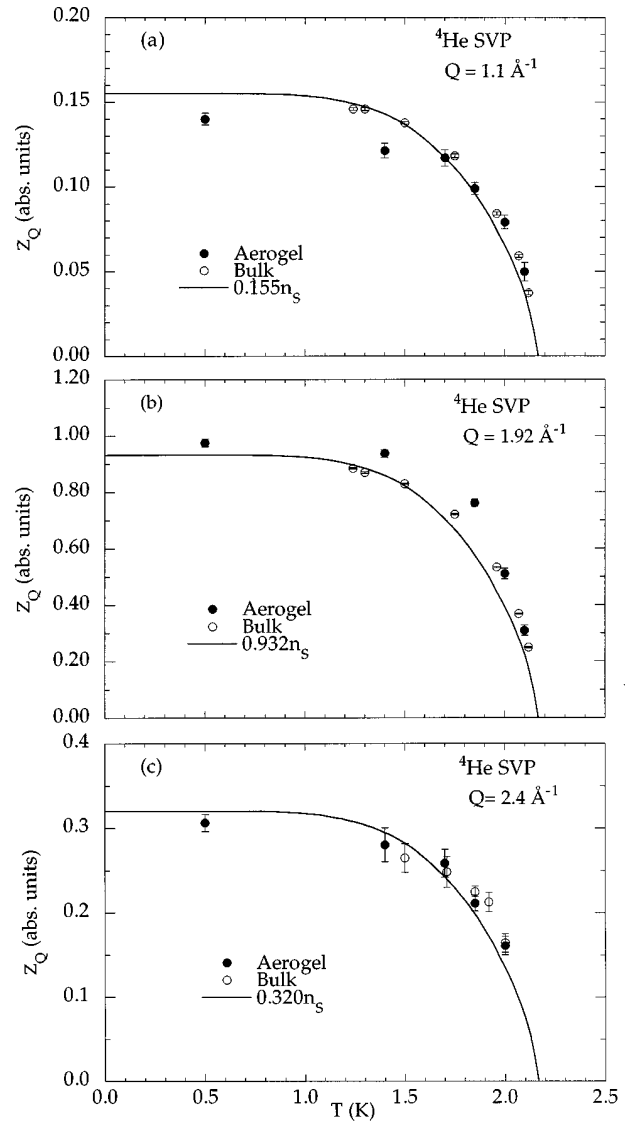 0.20
(a)
⁴He SVP
Q = 1.1 Å⁻¹
0.15
0.10
0.05
0.00
Z_Q (abs. units)
Aerogel
Bulk
0.155n_S
1.20
(b)
⁴He SVP
Q = 1.92 Å⁻¹
1.00
0.80
0.60
0.40
0.20
0.00
Z_Q (abs. units)
Aerogel
Bulk
0.932n_S
0.4
(c)
⁴He SVP
Q= 2.4 Å⁻¹
0.3
0.2
0.1
0.0
Z_Q (abs. units)
Aerogel
Bulk
0.320n_S
0.0 0.5 1.0 1.5 2.0 2.5
T (K)